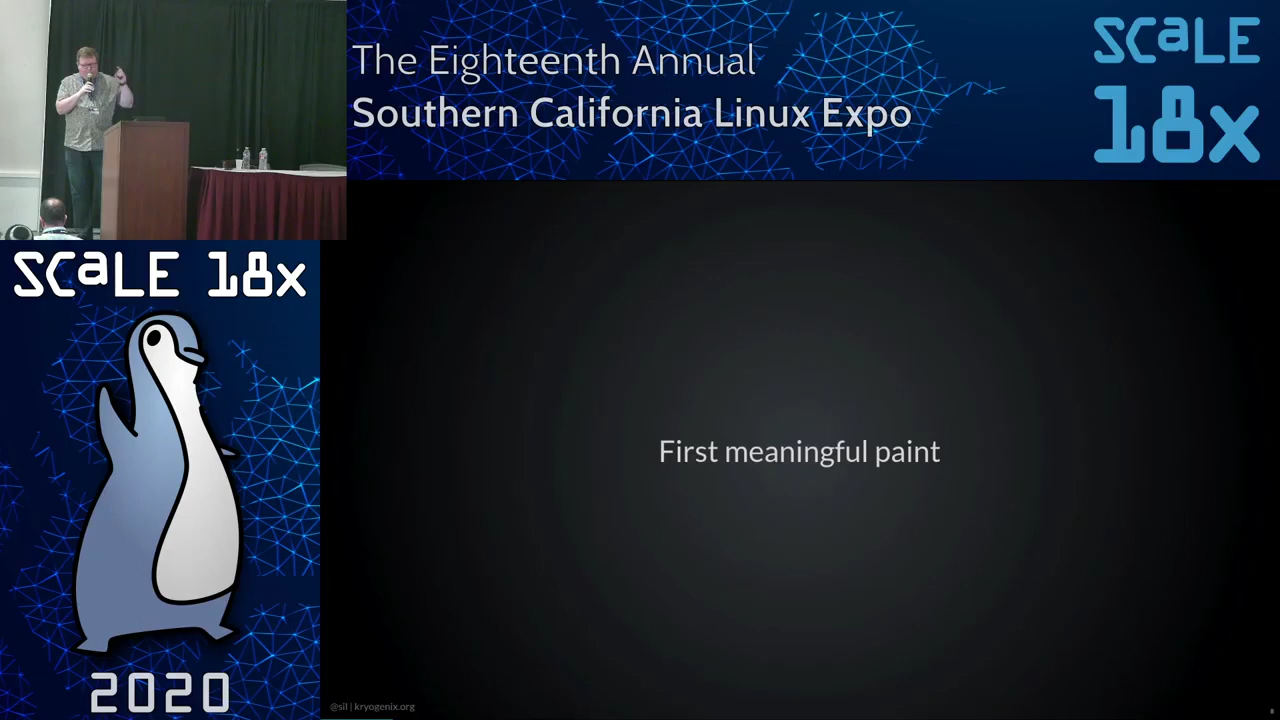 The Eighteenth Annual
Southern California Linux Expo
SCaLE
18x
SCaLE 18x
2020
First meaningful paint
@sil | kryogenix.org